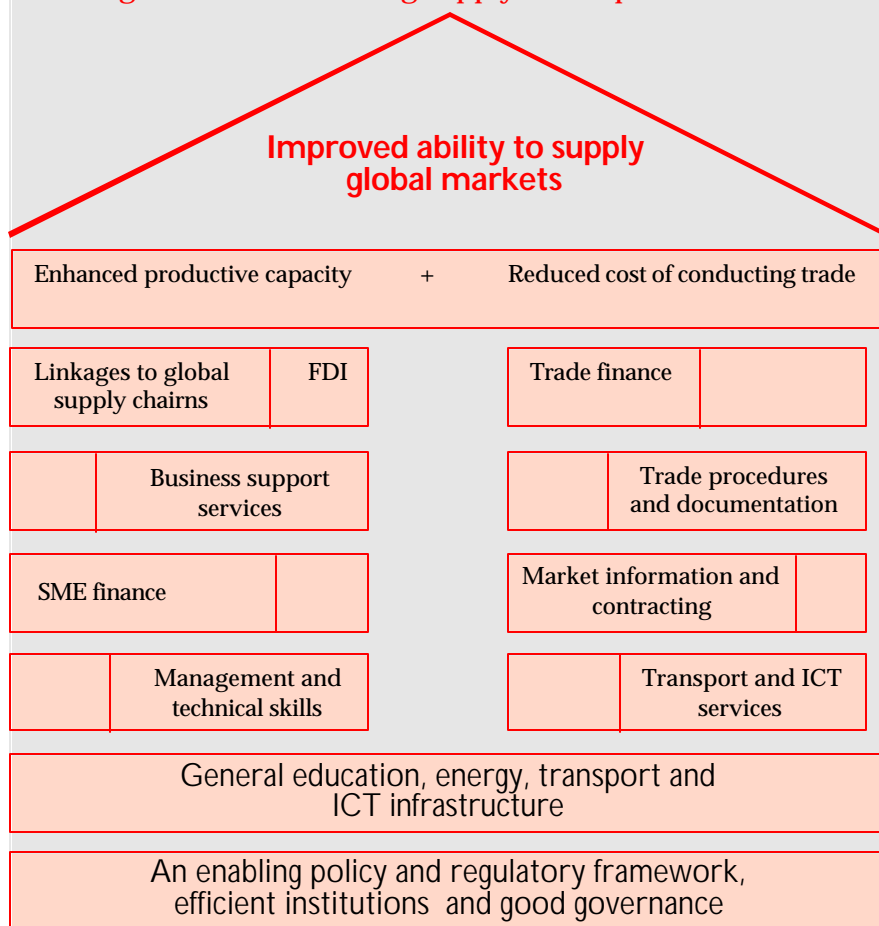 Improved ability to supply
global markets
Enhanced productive capacity + Reduced cost of conducting trade
Linkages to global
supply chairns
FDI
Trade finance
Business support
services
Trade procedures
and documentation
SME finance
Market information and
contracting
Management and
technical skills
Transport and ICT
services
General education, energy, transport and
ICT infrastructure
An enabling policy and regulatory framework,
efficient institutions and good governance